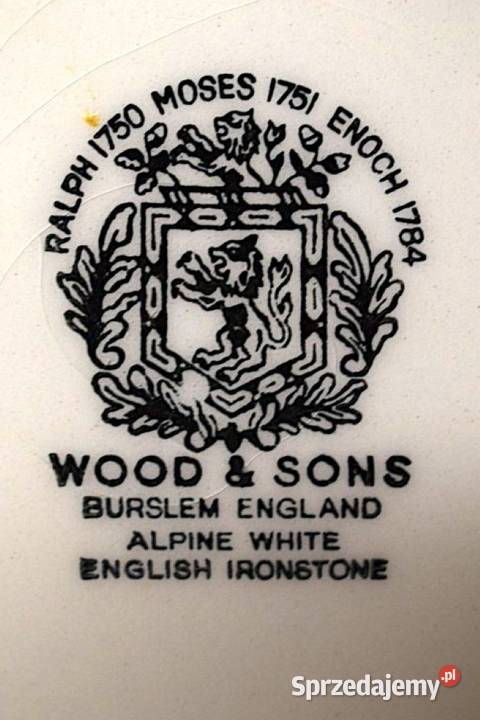 RALPH 1750 MOSES 1751 ENOCH 1784
WOOD & SONS
BURSLEM ENGLAND
ALPINE WHITE
ENGLISH IRONSTONE
Sprzedajemy.pl